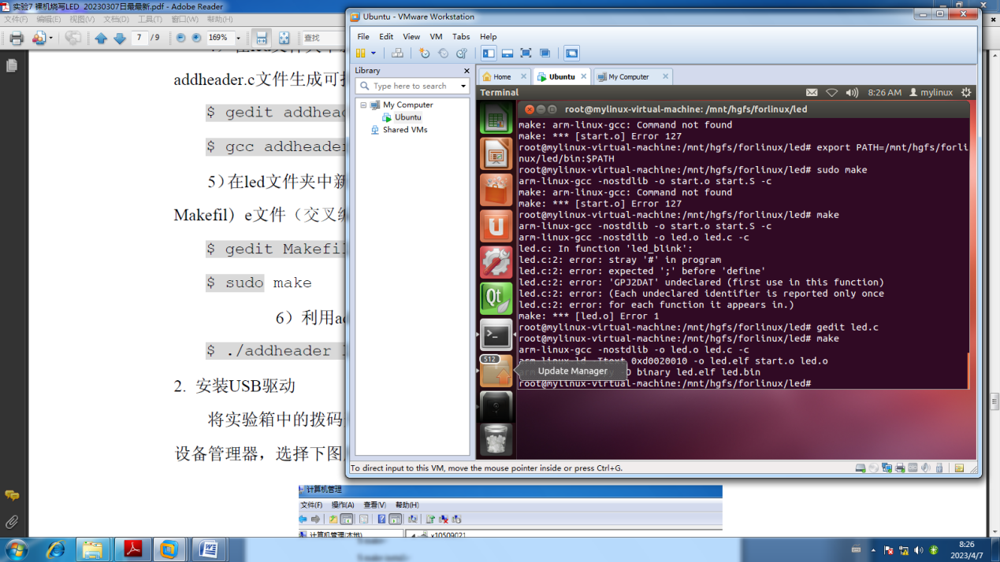 实验7 裸机烧写LED_20230307日最最新.pdf - Adobe Reader
文件(F) 编辑(E) 视图(V) 文档(D) 工具(T) 窗口(W) 帮助(H)
7 / 9 169% 查找
addheader.c文件生成可
$ gedit addhead
$ gcc addheader
5）在led文件夹中新
Makefil）e文件（交叉编
$ gedit Makefil
$ sudo make
6）利用ad
$ ./addheader
2. 安装USB驱动
将实验箱中的拨码
设备管理器，选择下图
计算机管理
文件(F) 操作(A) 查看(V) 帮助(H)
计算机管理(本地)
x10509021
Ubuntu - VMware Workstation
File Edit View VM Tabs Help
Library
Type here to search
My Computer
Ubuntu
Shared VMs
Home Ubuntu My Computer
Terminal 8:26 AM mylinux
root@mylinux-virtual-machine: /mnt/hgfs/forlinux/led
make: arm-linux-gcc: Command not found
make: *** [start.o] Error 127
root@mylinux-virtual-machine:/mnt/hgfs/forlinux/led# export PATH=/mnt/hgfs/forli
nux/led/bin:$PATH
root@mylinux-virtual-machine:/mnt/hgfs/forlinux/led# sudo make
arm-linux-gcc -nostdlib -o start.o start.S -c
make: arm-linux-gcc: Command not found
make: *** [start.o] Error 127
root@mylinux-virtual-machine:/mnt/hgfs/forlinux/led# make
arm-linux-gcc -nostdlib -o start.o start.S -c
arm-linux-gcc -nostdlib -o led.o led.c -c
led.c: In function 'led_blink':
led.c:2: error: stray '#' in program
led.c:2: error: expected ';' before 'define'
led.c:2: error: 'GPJ2DAT' undeclared (first use in this function)
led.c:2: error: (Each undeclared identifier is reported only once
led.c:2: error: for each function it appears in.)
make: *** [led.o] Error 1
root@mylinux-virtual-machine:/mnt/hgfs/forlinux/led# gedit led.c
root@mylinux-virtual-machine:/mnt/hgfs/forlinux/led# make
arm-linux-gcc -nostdlib -o led.o led.c -c
arm-linux-ld -Ttext 0xd0020010 -o led.elf start.o led.o
-O binary led.elf led.bin
root@mylinux-virtual-machine:/mnt/hgfs/forlinux/led#
512
Update Manager
Qt
To direct input to this VM, move the mouse pointer inside or press Ctrl+G.
8:26
2023/4/7